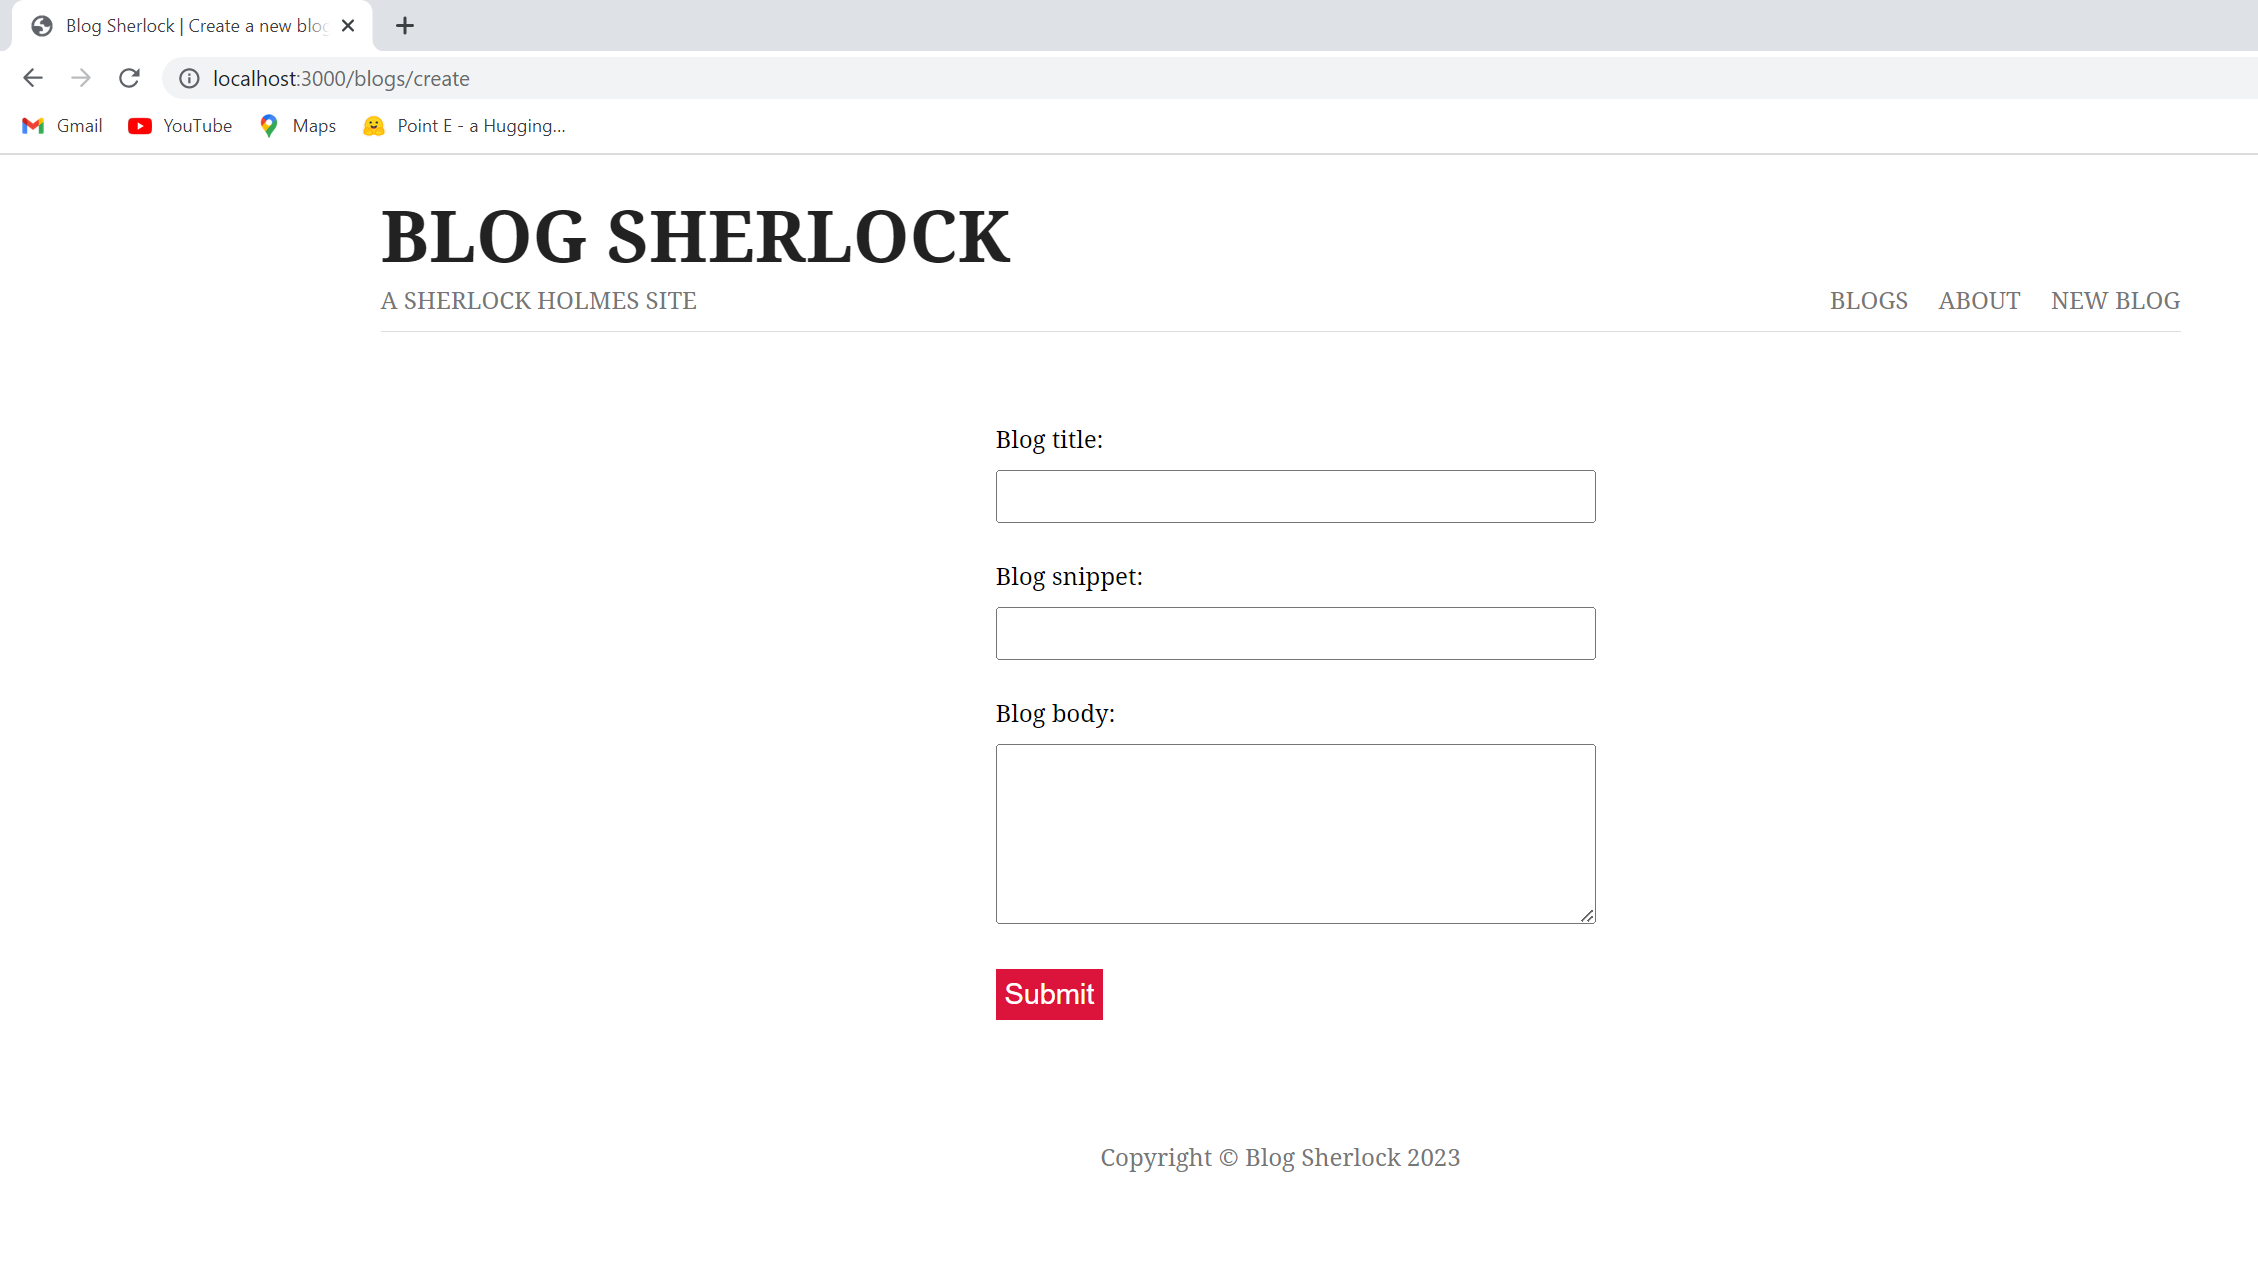 Blog Sherlock | Create a new blog
localhost:3000/blogs/create
Gmail YouTube Maps Point E - a Hugging...
BLOG SHERLOCK
A SHERLOCK HOLMES SITE BLOGS ABOUT NEW BLOG
Blog title:
Blog snippet:
Blog body:
Submit
Copyright © Blog Sherlock 2023